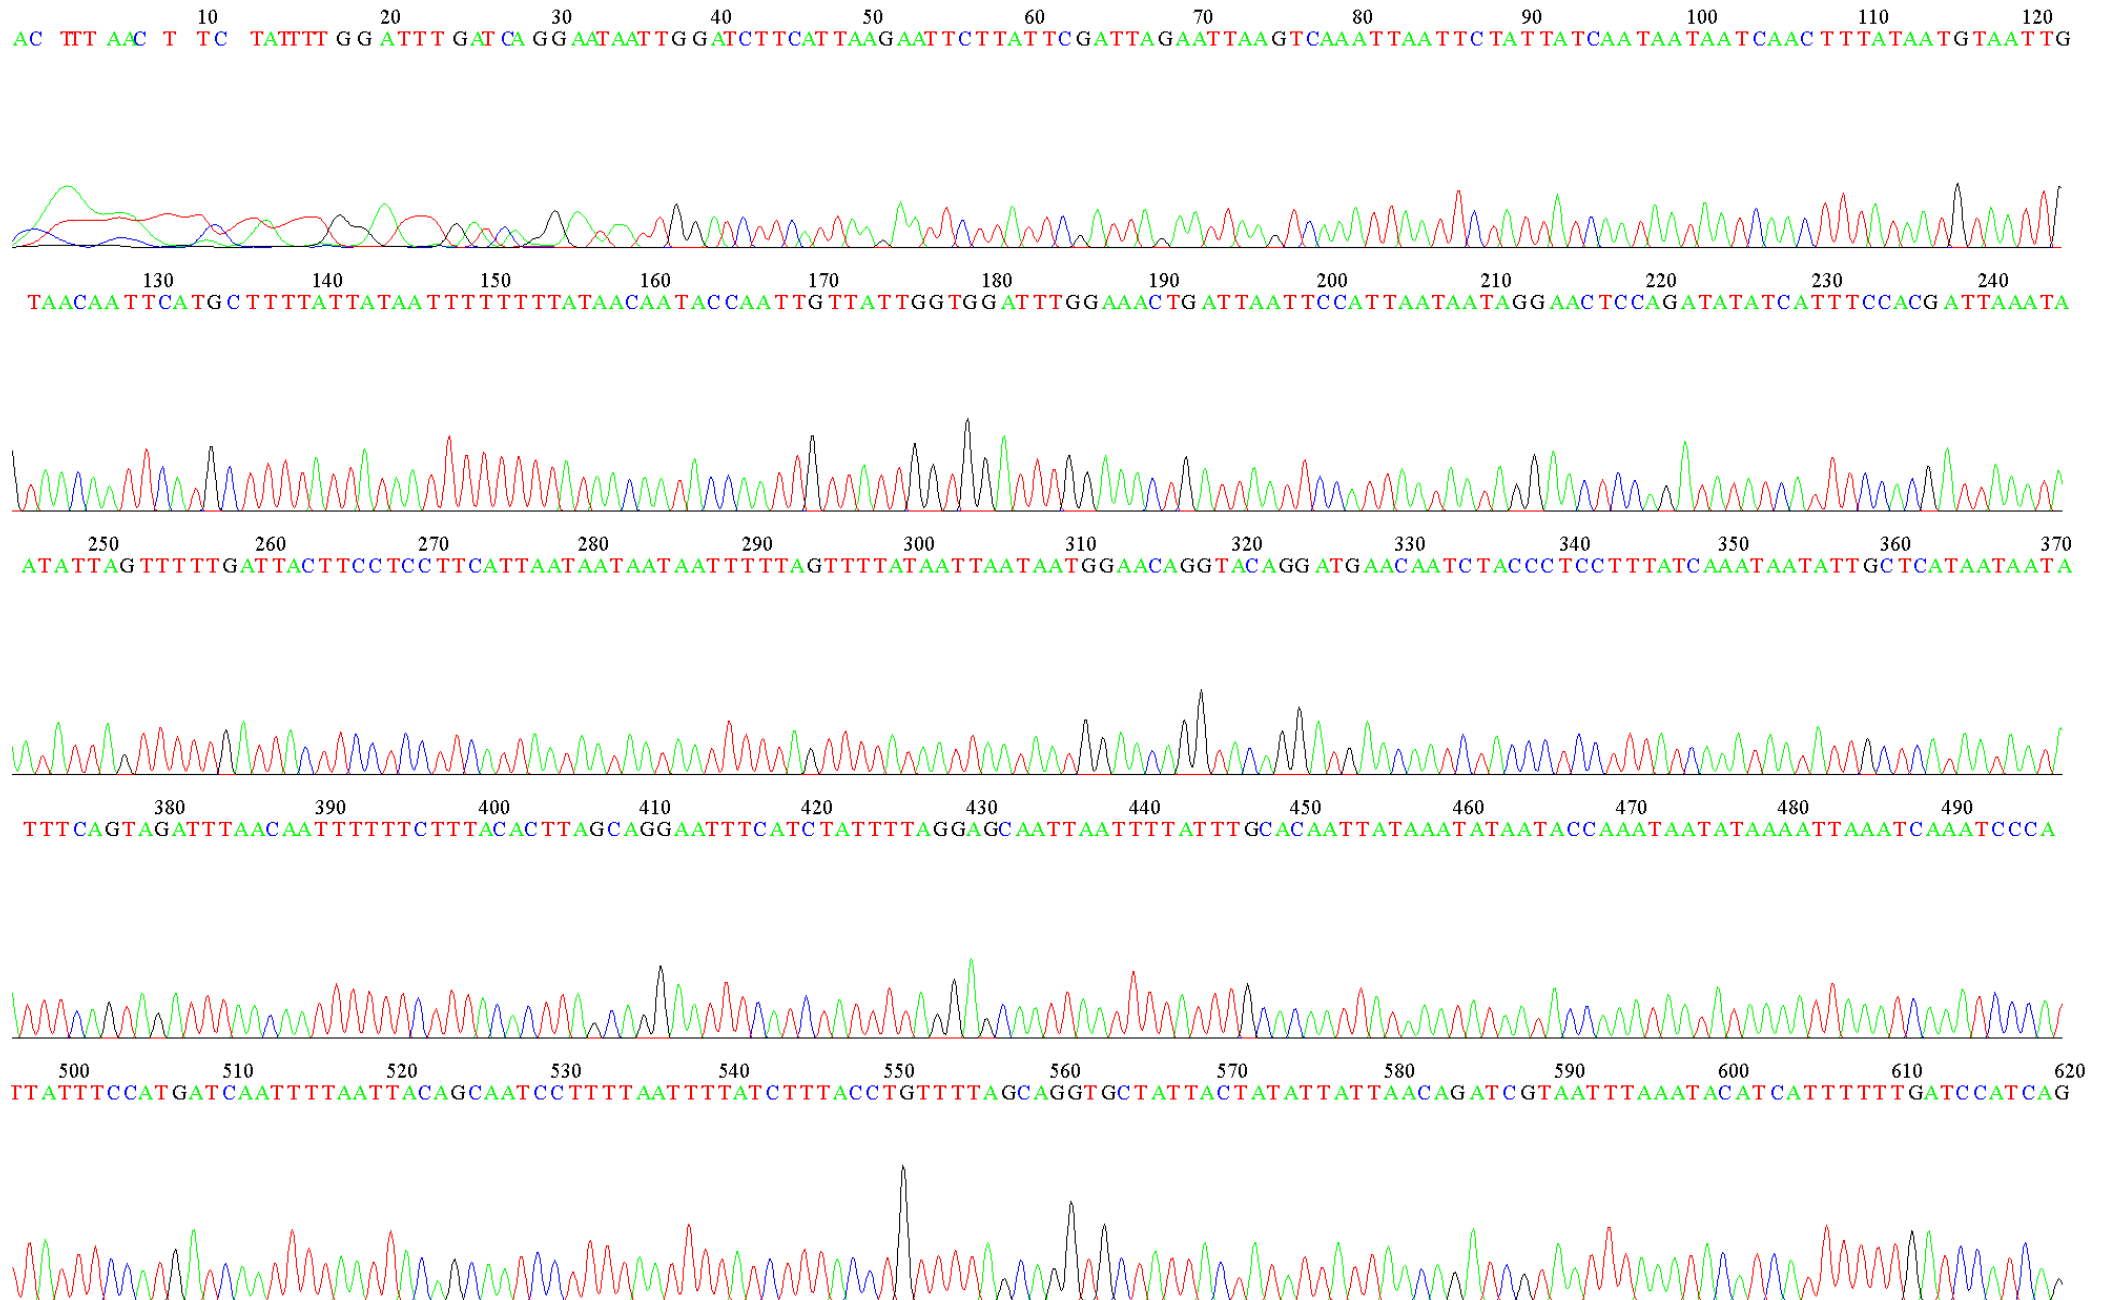 10 20 30 40 50 60 70 80 90 100 110 120
AC TTT AAC T TC TATTTT GG ATTT GATCAGGAATAATTGGATCTTCATTAAGAATTCTTATTCGATTAGAATTAAGTCAAATTAATTCTATTATCAATAATAATCAACTTTATAATGTAATTG
130 140 150 160 170 180 190 200 210 220 230 240
TAACAATTCATGCTTTTATTATAATTTTTTTTATAACAATACCAATTGTTATTGGTGGATTTGGAAACTGATTAATTCCATTAATAATAGGAACTCCAGATATATCATTTCCACGATTAAATA
250 260 270 280 290 300 310 320 330 340 350 360 370
ATATTAGTTTTTGATTACTTCCTCCTTCATTAATAATAATAATTTTTAGTTTTATAATTAATAATGGAACAGGTACAGGATGAACAATCTACCCTCCTTTATCAAATAATATTGCTCATAATAATA
380 390 400 410 420 430 440 450 460 470 480 490
TTTCAGTAGATTTAACAATTTTTTCTTTACACTTAGCAGGAATTTCATCTATTTTAGGAGCAATTAATTTTATTTGCACAATTATAAATATAATACCAAATAATATAAAATTAAATCAAATCCCA
500 510 520 530 540 550 560 570 580 590 600 610 620
TTATTTCCATGATCAATTTTAATTACAGCAATCCTTTTAATTTTATCTTTACCTGTTTTAGCAGGTGCTATTACTATATTATTAACAGATCGTAATTTAAATACATCATTTTTTGATCCATCAG